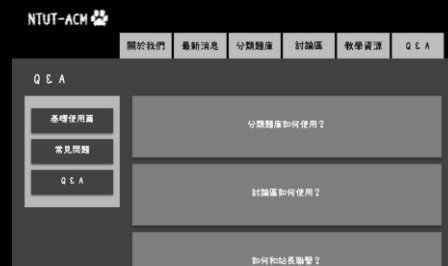 NTUT-ACM
關於我們 最新消息 分類題庫 討論區 教學資源 Q & A
Q & A
基礎使用篇
常見問題
Q & A
分類題庫如何使用？
討論區如何使用？
如何和站長聯繫？